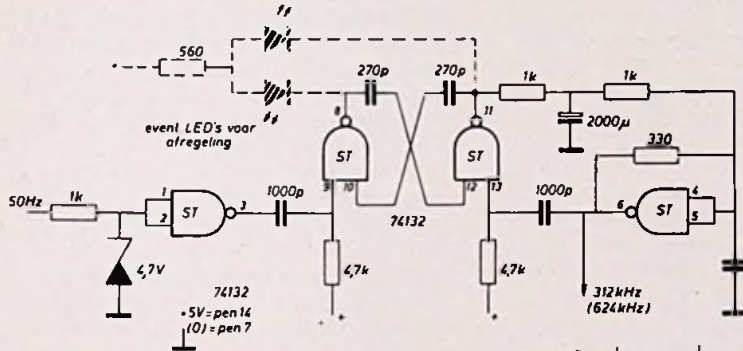 560
270p
270p
1k
1k
8
11
2000µ
event LED's voor
afregeling
ST
ST
330
50Hz
1k
1
2
ST
3
1000p
9
10
12
13
1000p
6
ST
4
5
74132
4,7V
4,7k
4,7k
74132
+5V=pen 14
(0)=pen 7
312kHz
(624kHz)
+
+
+